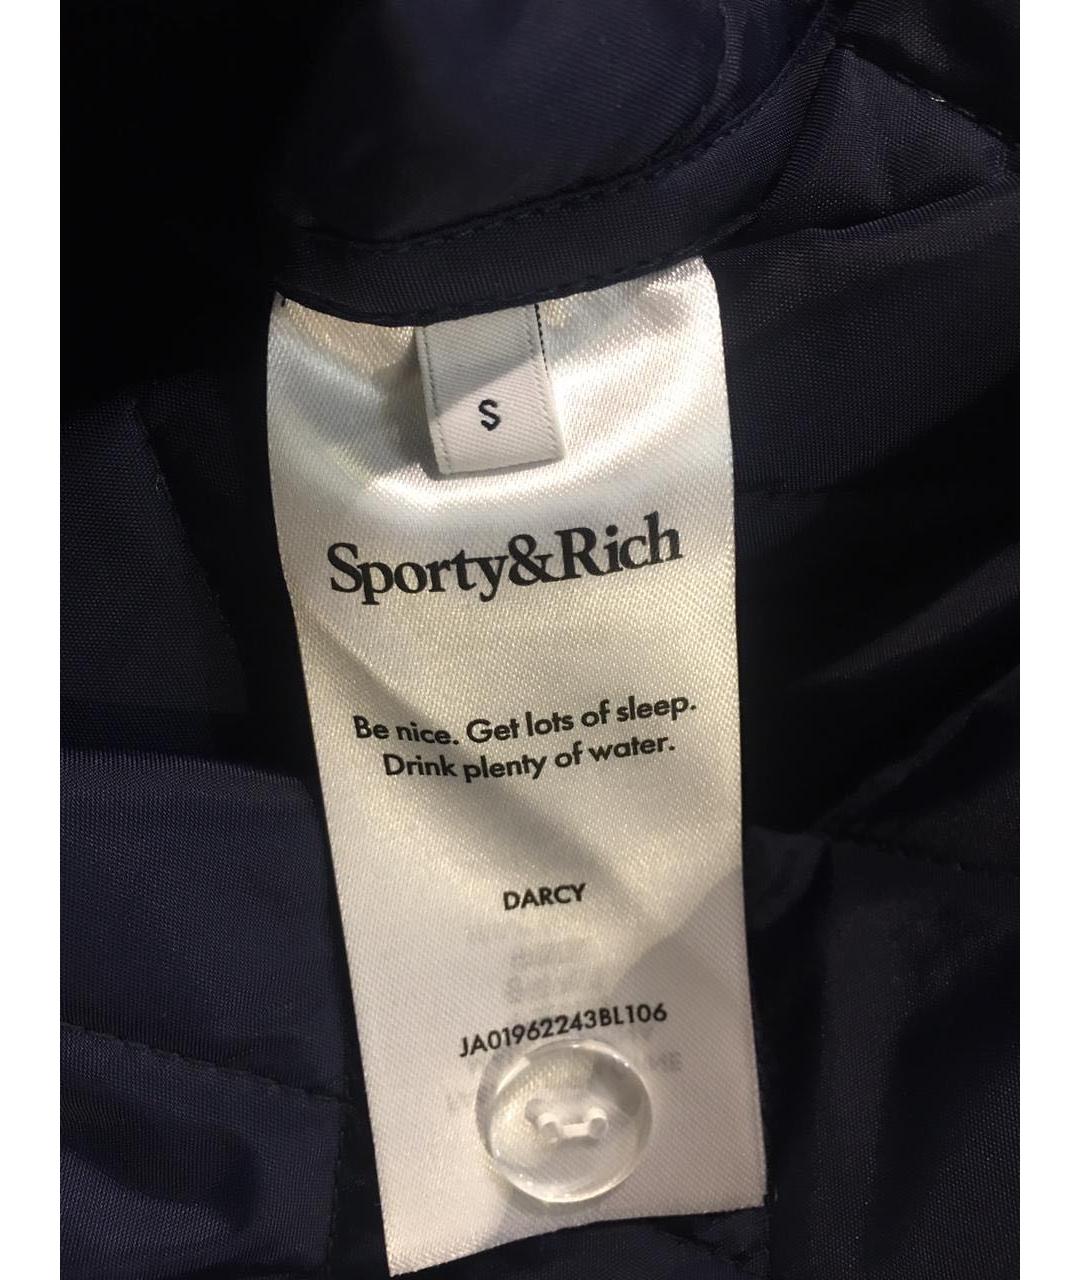 S
Sporty&Rich
Be nice. Get lots of sleep.
Drink plenty of water.
DARCY
JA01962243BL106